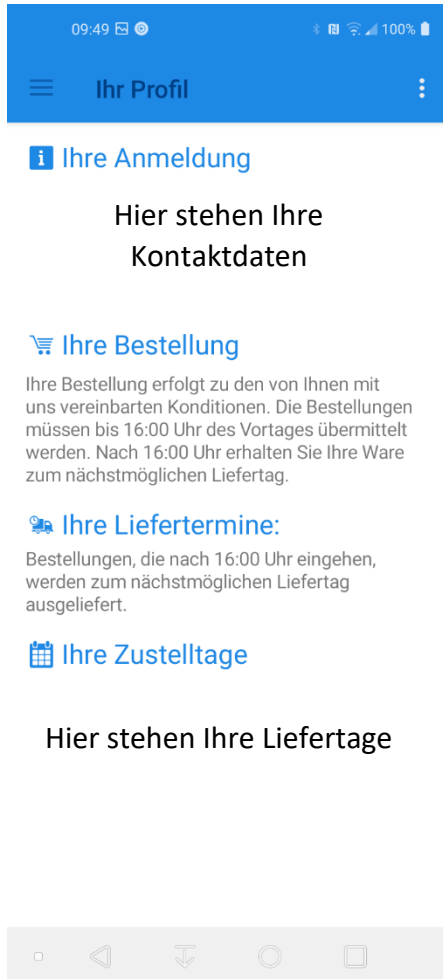 09:49 100%
Ihr Profil
Ihre Anmeldung
Hier stehen Ihre
Kontaktdaten
Ihre Bestellung
Ihre Bestellung erfolgt zu den von Ihnen mit
uns vereinbarten Konditionen. Die Bestellungen
müssen bis 16:00 Uhr des Vortages übermittelt
werden. Nach 16:00 Uhr erhalten Sie Ihre Ware
zum nächstmöglichen Liefertag.
Ihre Liefertermine:
Bestellungen, die nach 16:00 Uhr eingehen,
werden zum nächstmöglichen Liefertag
ausgeliefert.
Ihre Zustelltage
Hier stehen Ihre Liefertage